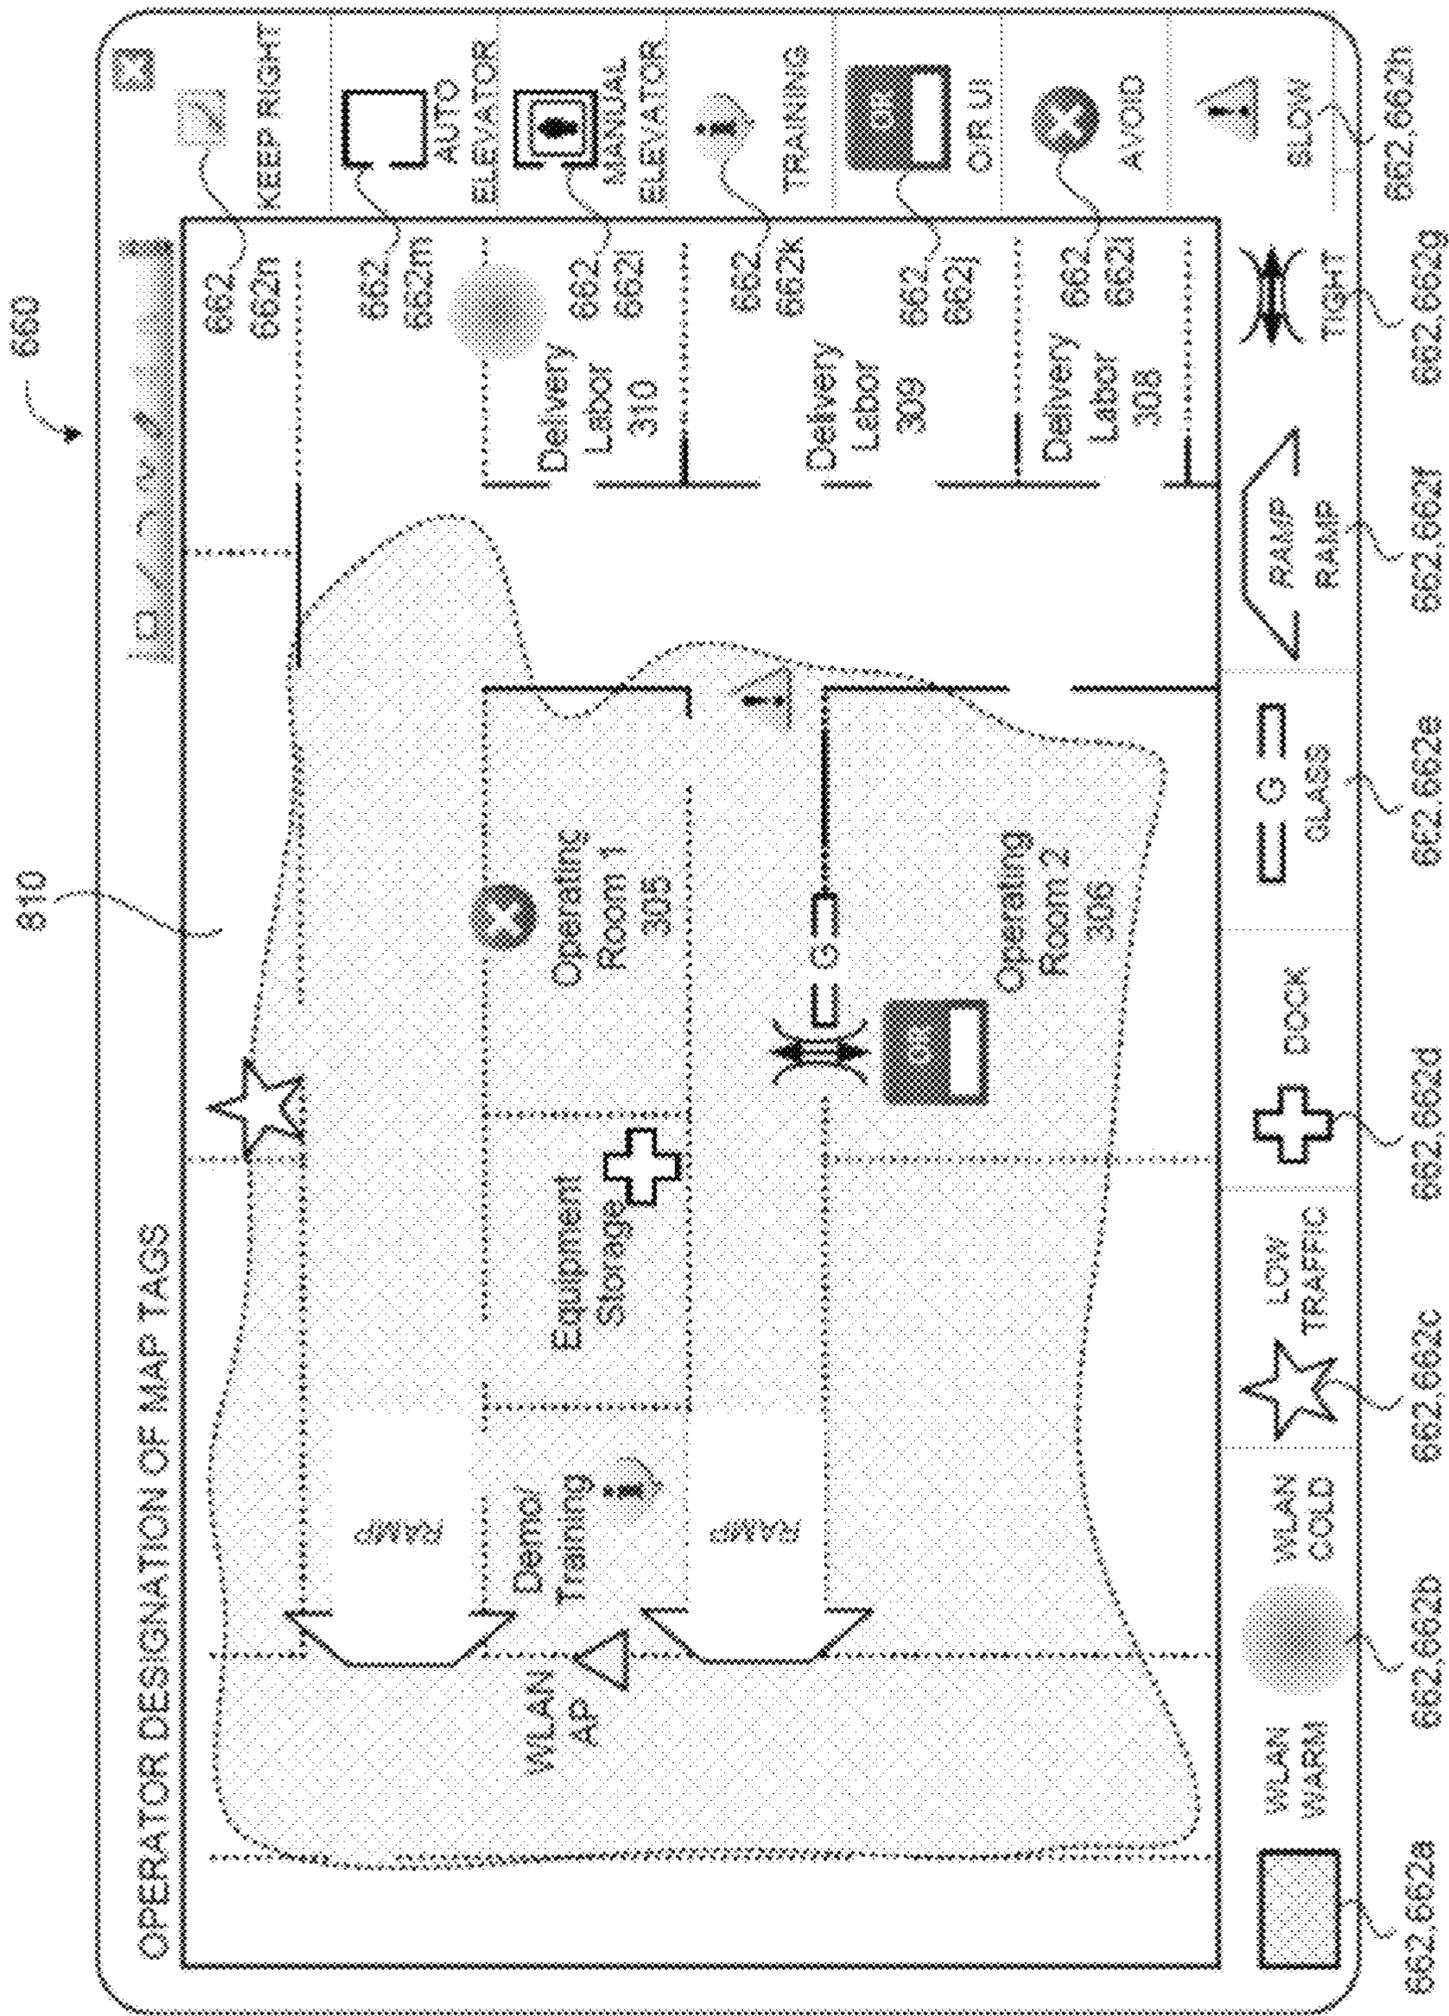 660
810
OPERATOR DESIGNATION OF MAP TAGS
662
662n
KEEP RIGHT
662
662m
AUTO
ELEVATOR
662
662l
MANUAL
ELEVATOR
662
662k
TRAINING
662
662j
OR UI
662
662i
AVOID
SLOW
662,662h
RAMP
RAMP
WLAN
AP
Demo/
Training
i
Equipment
Storage
Operating
Room 1
305
!
G
Operating
Room 2
306
Delivery
Labor
310
Delivery
Labor
309
Delivery
Labor
308
WLAN
WARM
WLAN
COLD
LOW
TRAFFIC
DOCK
G
GLASS
RAMP
RAMP
TIGHT
662,662a
662,662b
662,662c
662,662d
662,662e
662,662f
662,662g